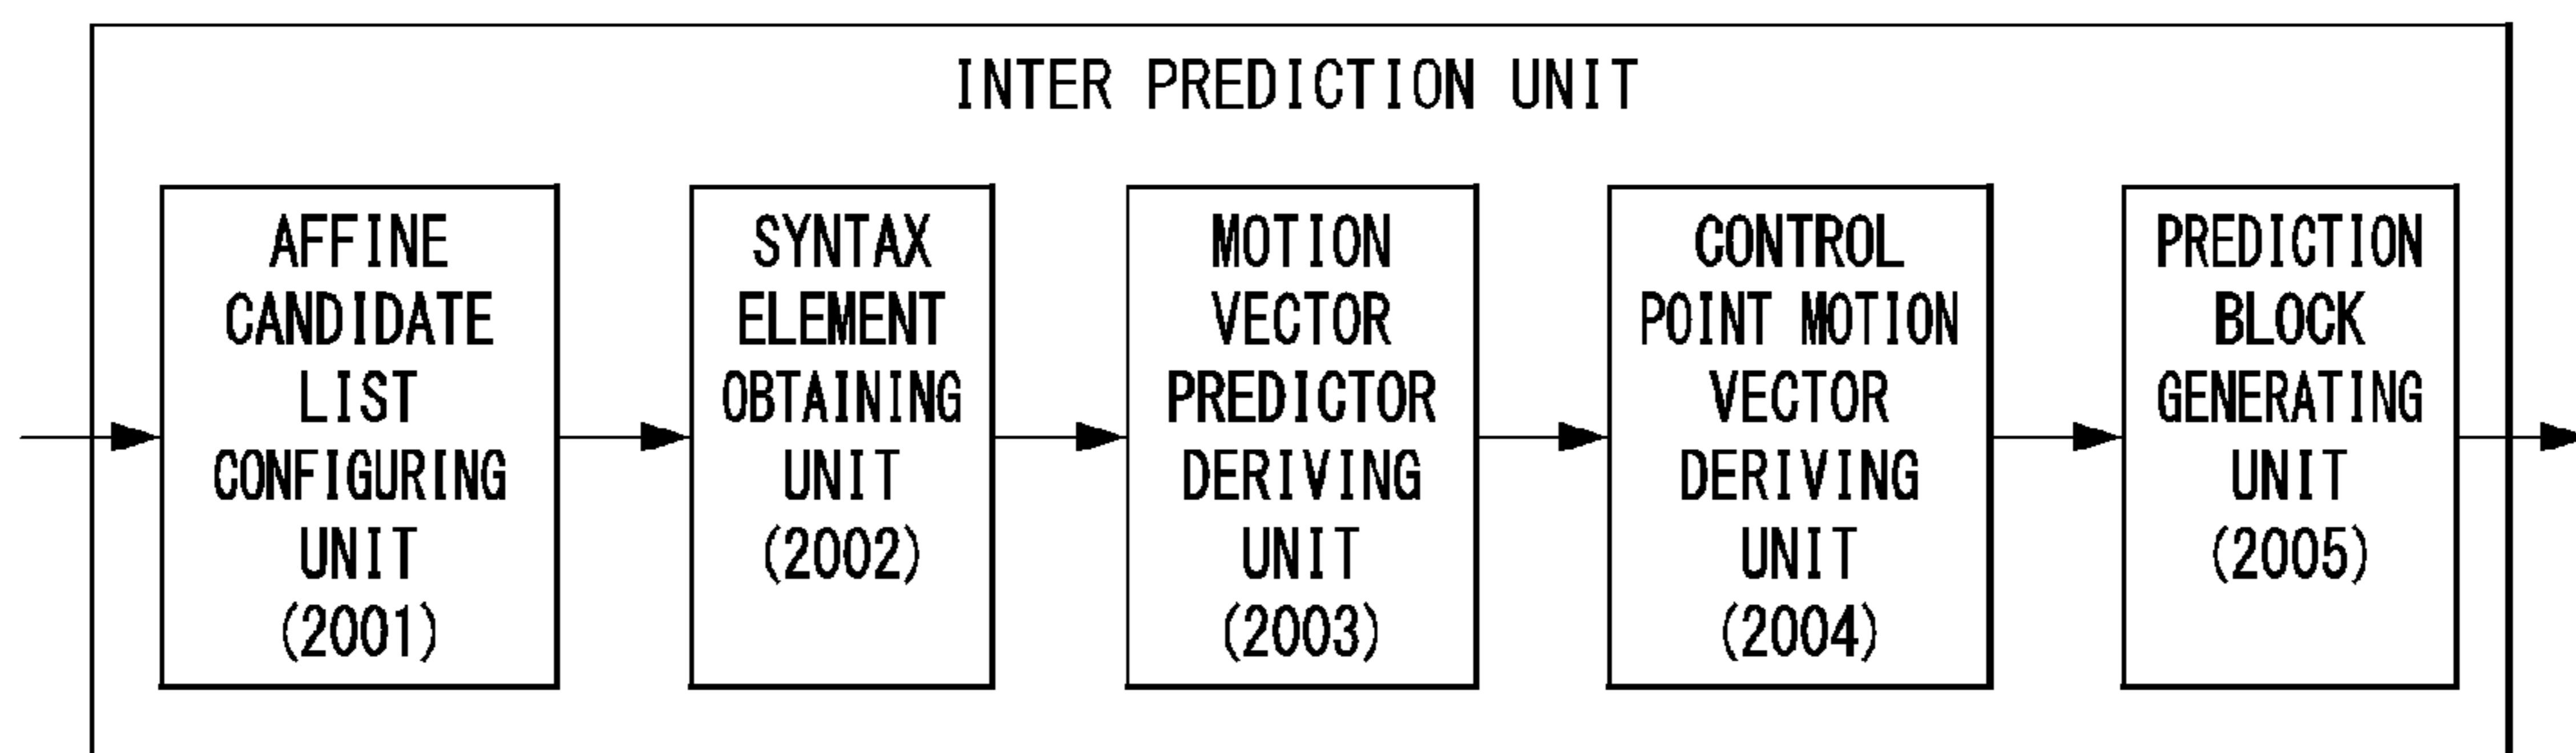 INTER PREDICTION UNIT
AFFINE
CANDIDATE
LIST
CONFIGURING
UNIT
(2001)
SYNTAX
ELEMENT
OBTAINING
UNIT
(2002)
MOTION
VECTOR
PREDICTOR
DERIVING
UNIT
(2003)
CONTROL
POINT MOTION
VECTOR
DERIVING
UNIT
(2004)
PREDICTION
BLOCK
GENERATING
UNIT
(2005)